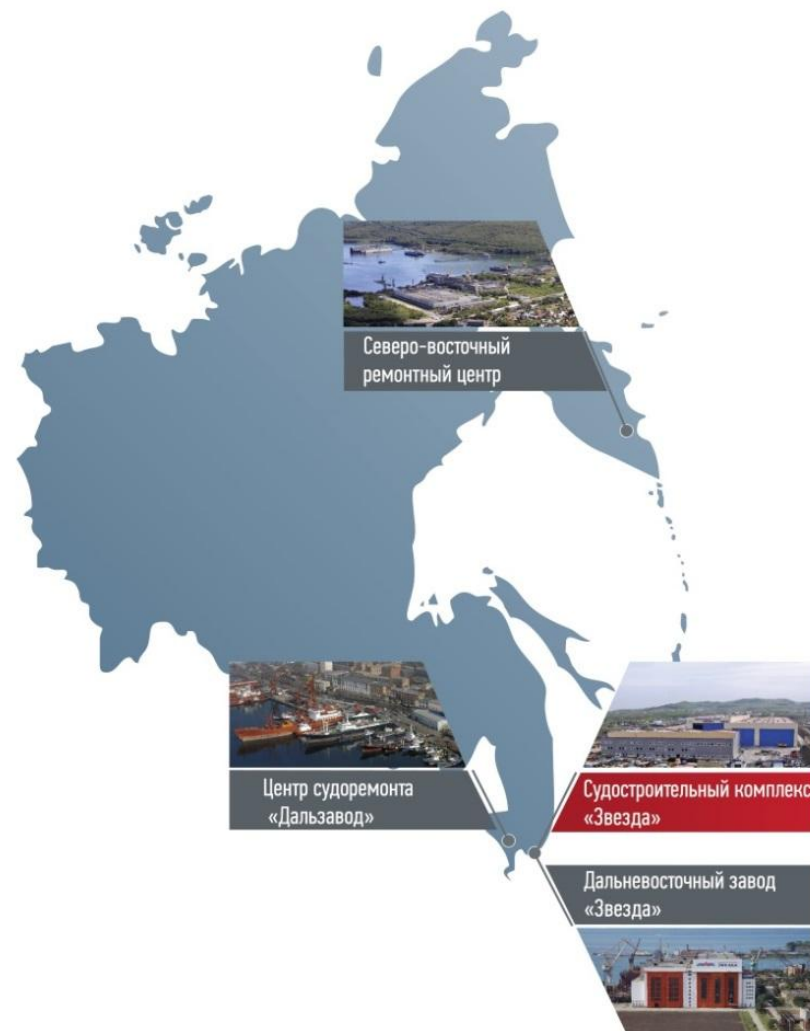 Северо-восточный
ремонтный центр
Центр судоремонта
«Дальзавод»
Судостроительный комплекс
«Звезда»
Дальневосточный завод
«Звезда»